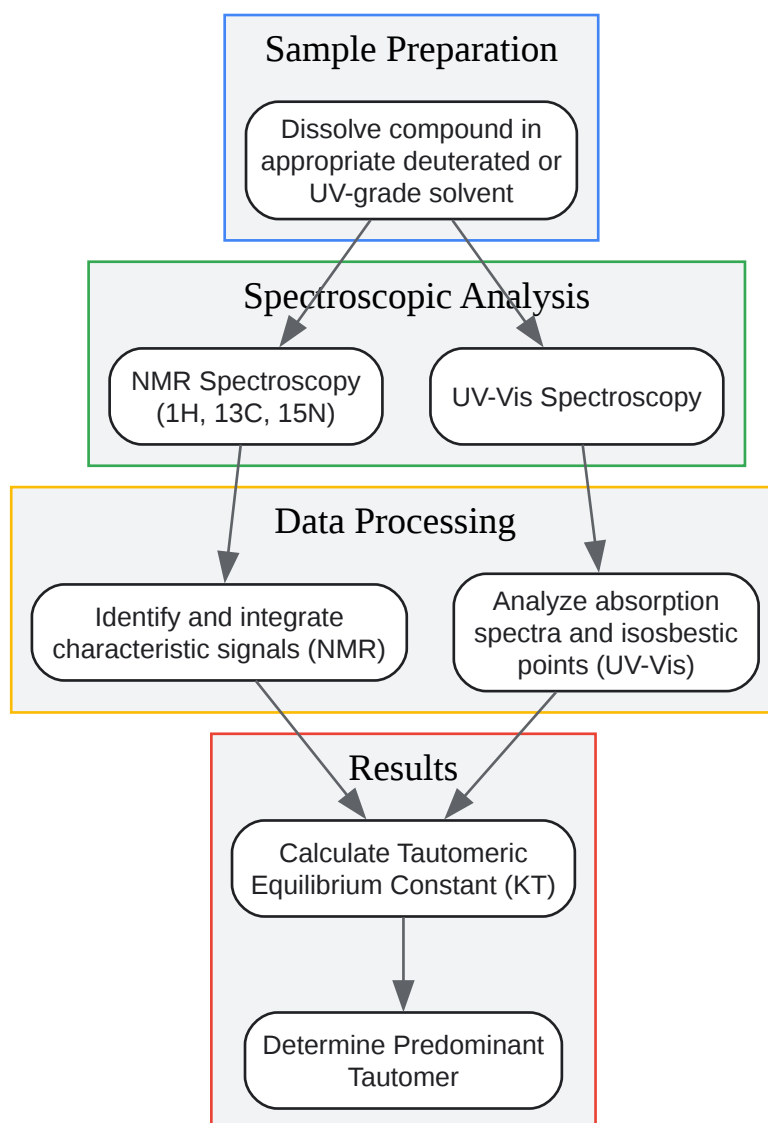 Sample Preparation
Dissolve compound in
appropriate deuterated or
UV-grade solvent
Spectroscopic Analysis
NMR Spectroscopy
(1H, 13C, 15N)
UV-Vis Spectroscopy
Data Processing
Identify and integrate
characteristic signals (NMR)
Analyze absorption
spectra and isosbestic
points (UV-Vis)
Results
Calculate Tautomeric
Equilibrium Constant (KT)
Determine Predominant
Tautomer